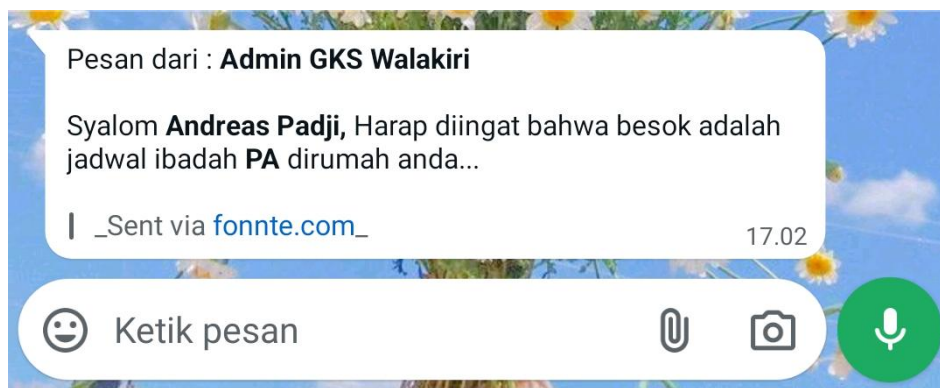 Pesan dari : Admin GKS Walakiri
Syalom Andreas Padji, Harap diingat bahwa besok adalah
jadwal ibadah PA dirumah anda...
_Sent via fonnte.com_
17.02
Ketik pesan